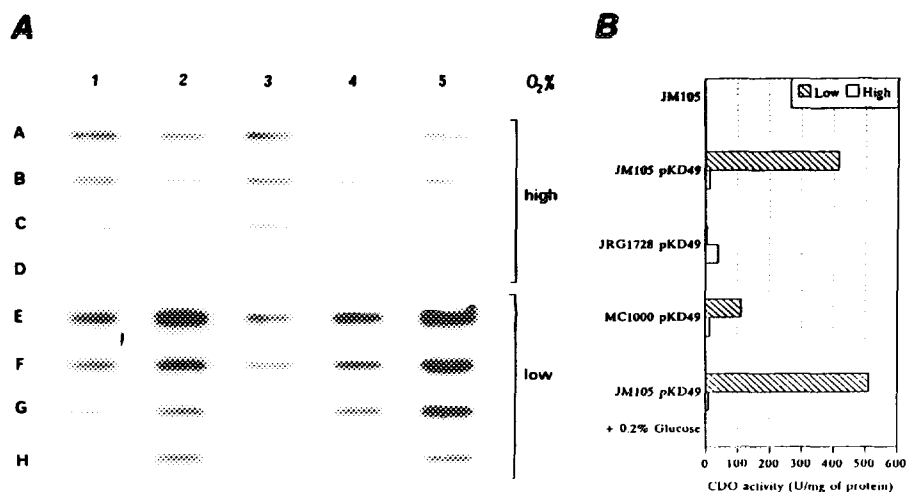 A
B
1 2 3 4 5 O2%
A
B
C
D
E
F
G
H
high
low
Low High
JM105
JM105 pKD49
JRG1728 pKD49
MC1000 pKD49
JM105 pKD49
+ 0.2% Glucose
0 100 200 300 400 500 600
CDO activity (U/mg of protein)